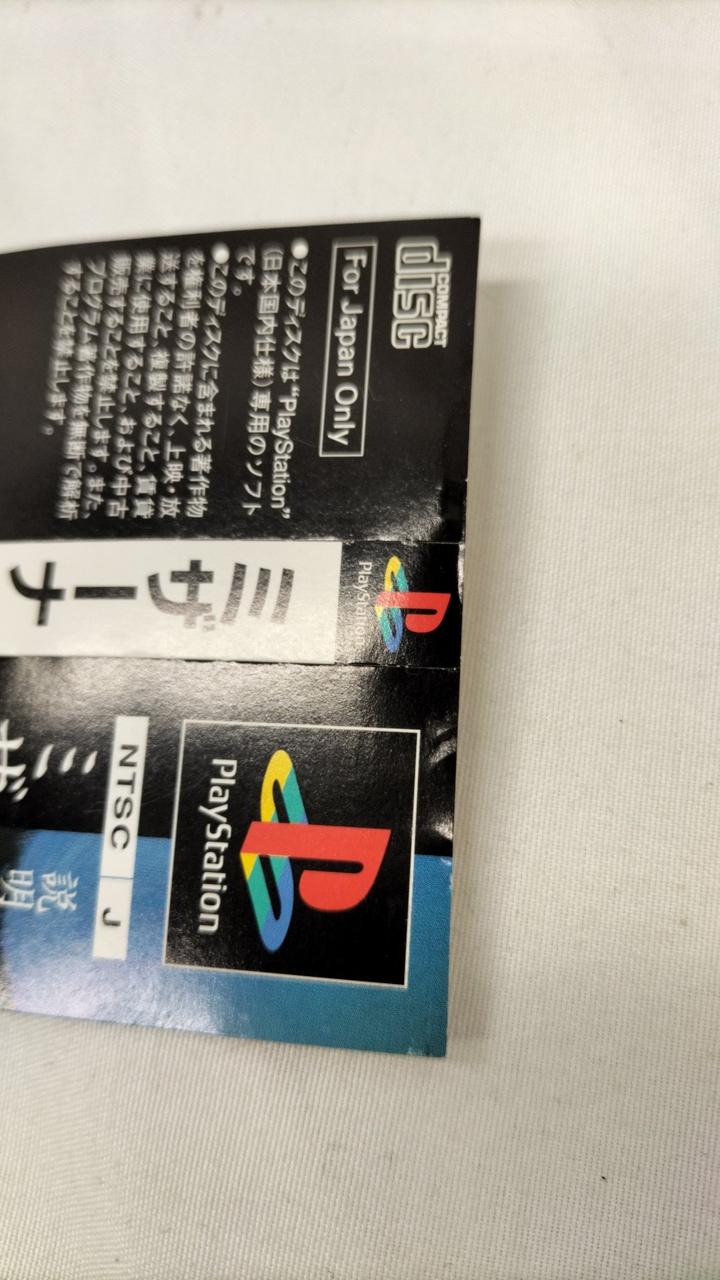 COMPACT
disc
For Japan Only
●このディスクは“PlayStation”
(日本国内仕様)専用のソフト
です。
●このディスクに含まれる著作物
を権利者の許諾なく、上映・放
送すること、複製すること、賃貸
業に使用すること、および中古
販売することを禁止します。また、
プログラム著作物を無断で解析
することを禁止します。
PlayStation
ミザーナ
PlayStation
NTSC J
ミザ
説明